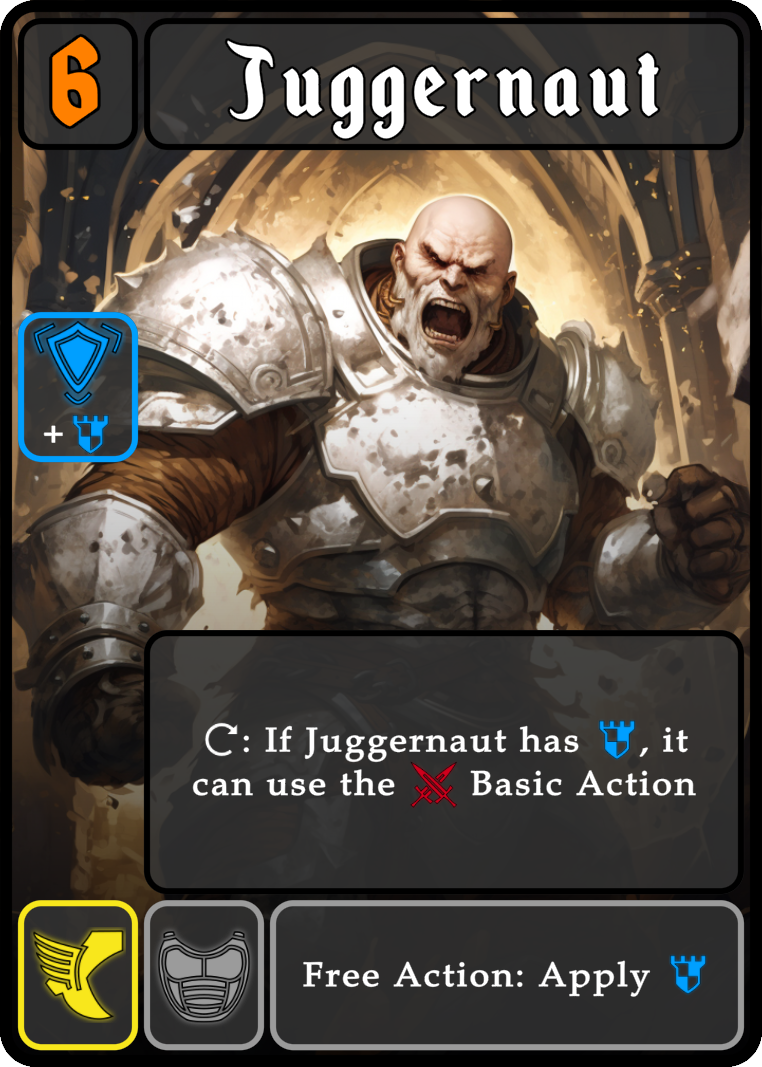 6
Juggernaut
+
: If Juggernaut has , it
can use the Basic Action
Free Action: Apply